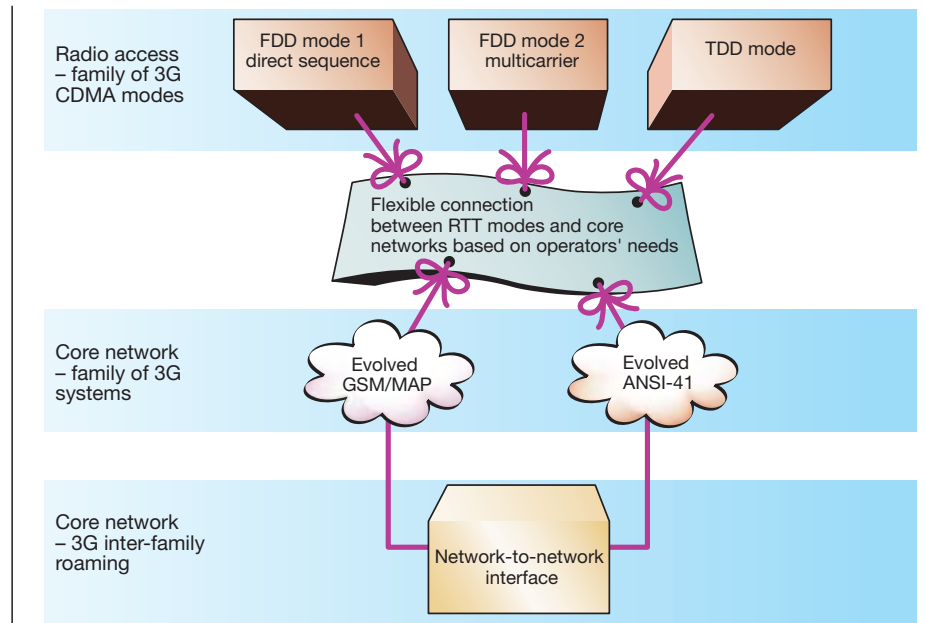 Radio access
– family of 3G
CDMA modes
FDD mode 1
direct sequence
FDD mode 2
multicarrier
TDD mode
Flexible connection
between RTT modes and core
networks based on operators' needs
Core network
– family of 3G
systems
Evolved
GSM/MAP
Evolved
ANSI-41
Core network
– 3G inter-family
roaming
Network-to-network
interface